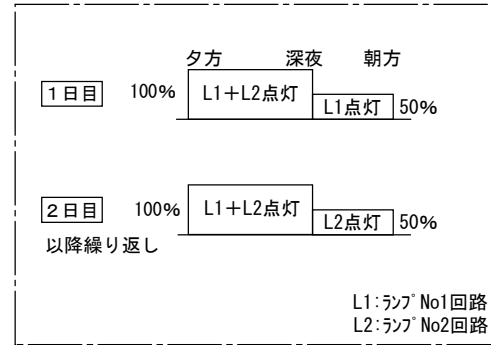 夕方 深夜 朝方
1日目 100% L1+L2点灯
L1点灯 50%
2日目 100% L1+L2点灯
L2点灯 50%
以降繰り返し
L1:ﾗﾝﾌﾟNo1回路
L2:ﾗﾝﾌﾟNo2回路